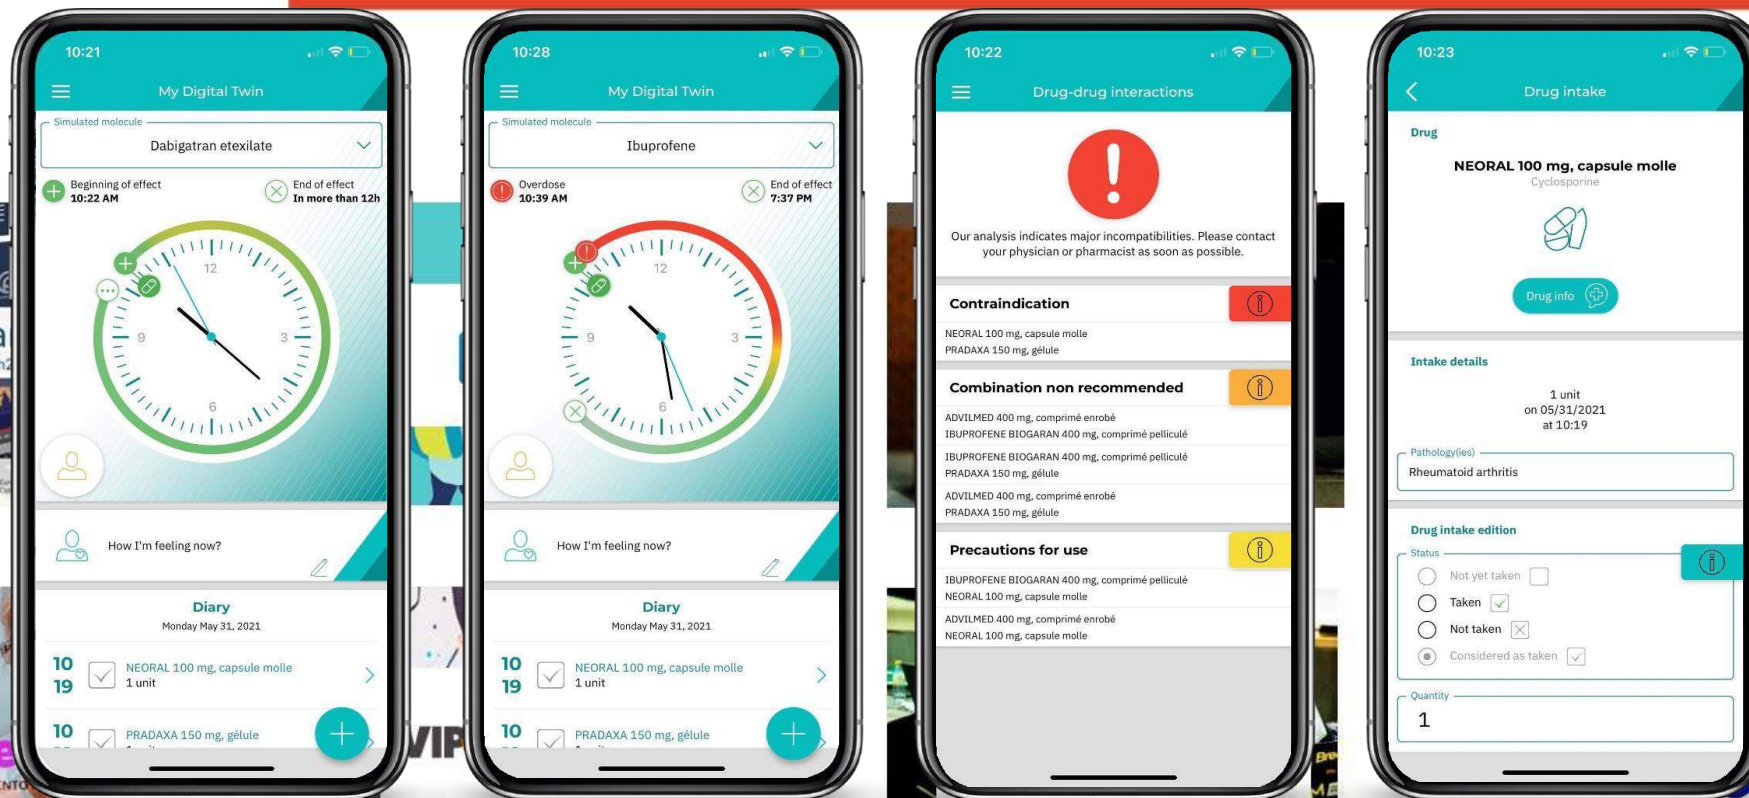 10:21
My Digital Twin
Simulated molecule
Dabigatran etexilate
Beginning of effect
10:22 AM
End of effect
In more than 12h
12
9
3
6
How I'm feeling now?
Diary
Monday May 31, 2021
10
19
NEORAL 100 mg, capsule molle
1 unit
10
PRADAXA 150 mg, gélule
10:28
My Digital Twin
Simulated molecule
Ibuprofene
Overdose
10:39 AM
End of effect
7:37 PM
12
9
3
6
How I'm feeling now?
Diary
Monday May 31, 2021
10
19
NEORAL 100 mg, capsule molle
1 unit
10
PRADAXA 150 mg, gélule
VIP
10:22
Drug-drug interactions
Our analysis indicates major incompatibilities. Please contact
your physician or pharmacist as soon as possible.
Contraindication
NEORAL 100 mg, capsule molle
PRADAXA 150 mg, gélule
Combination non recommended
ADVILMED 400 mg, comprimé enrobé
IBUPROFENE BIOGARAN 400 mg, comprimé pelliculé
IBUPROFENE BIOGARAN 400 mg, comprimé pelliculé
PRADAXA 150 mg, gélule
ADVILMED 400 mg, comprimé enrobé
PRADAXA 150 mg, gélule
Precautions for use
IBUPROFENE BIOGARAN 400 mg, comprimé pelliculé
NEORAL 100 mg, capsule molle
ADVILMED 400 mg, comprimé enrobé
NEORAL 100 mg, capsule molle
10:23
Drug intake
Drug
NEORAL 100 mg, capsule molle
Cyclosporine
Drug info
Intake details
1 unit
on 05/31/2021
at 10:19
Pathology(ies)
Rheumatoid arthritis
Drug intake edition
Status
Not yet taken
Taken
Not taken
Considered as taken
Quantity
1